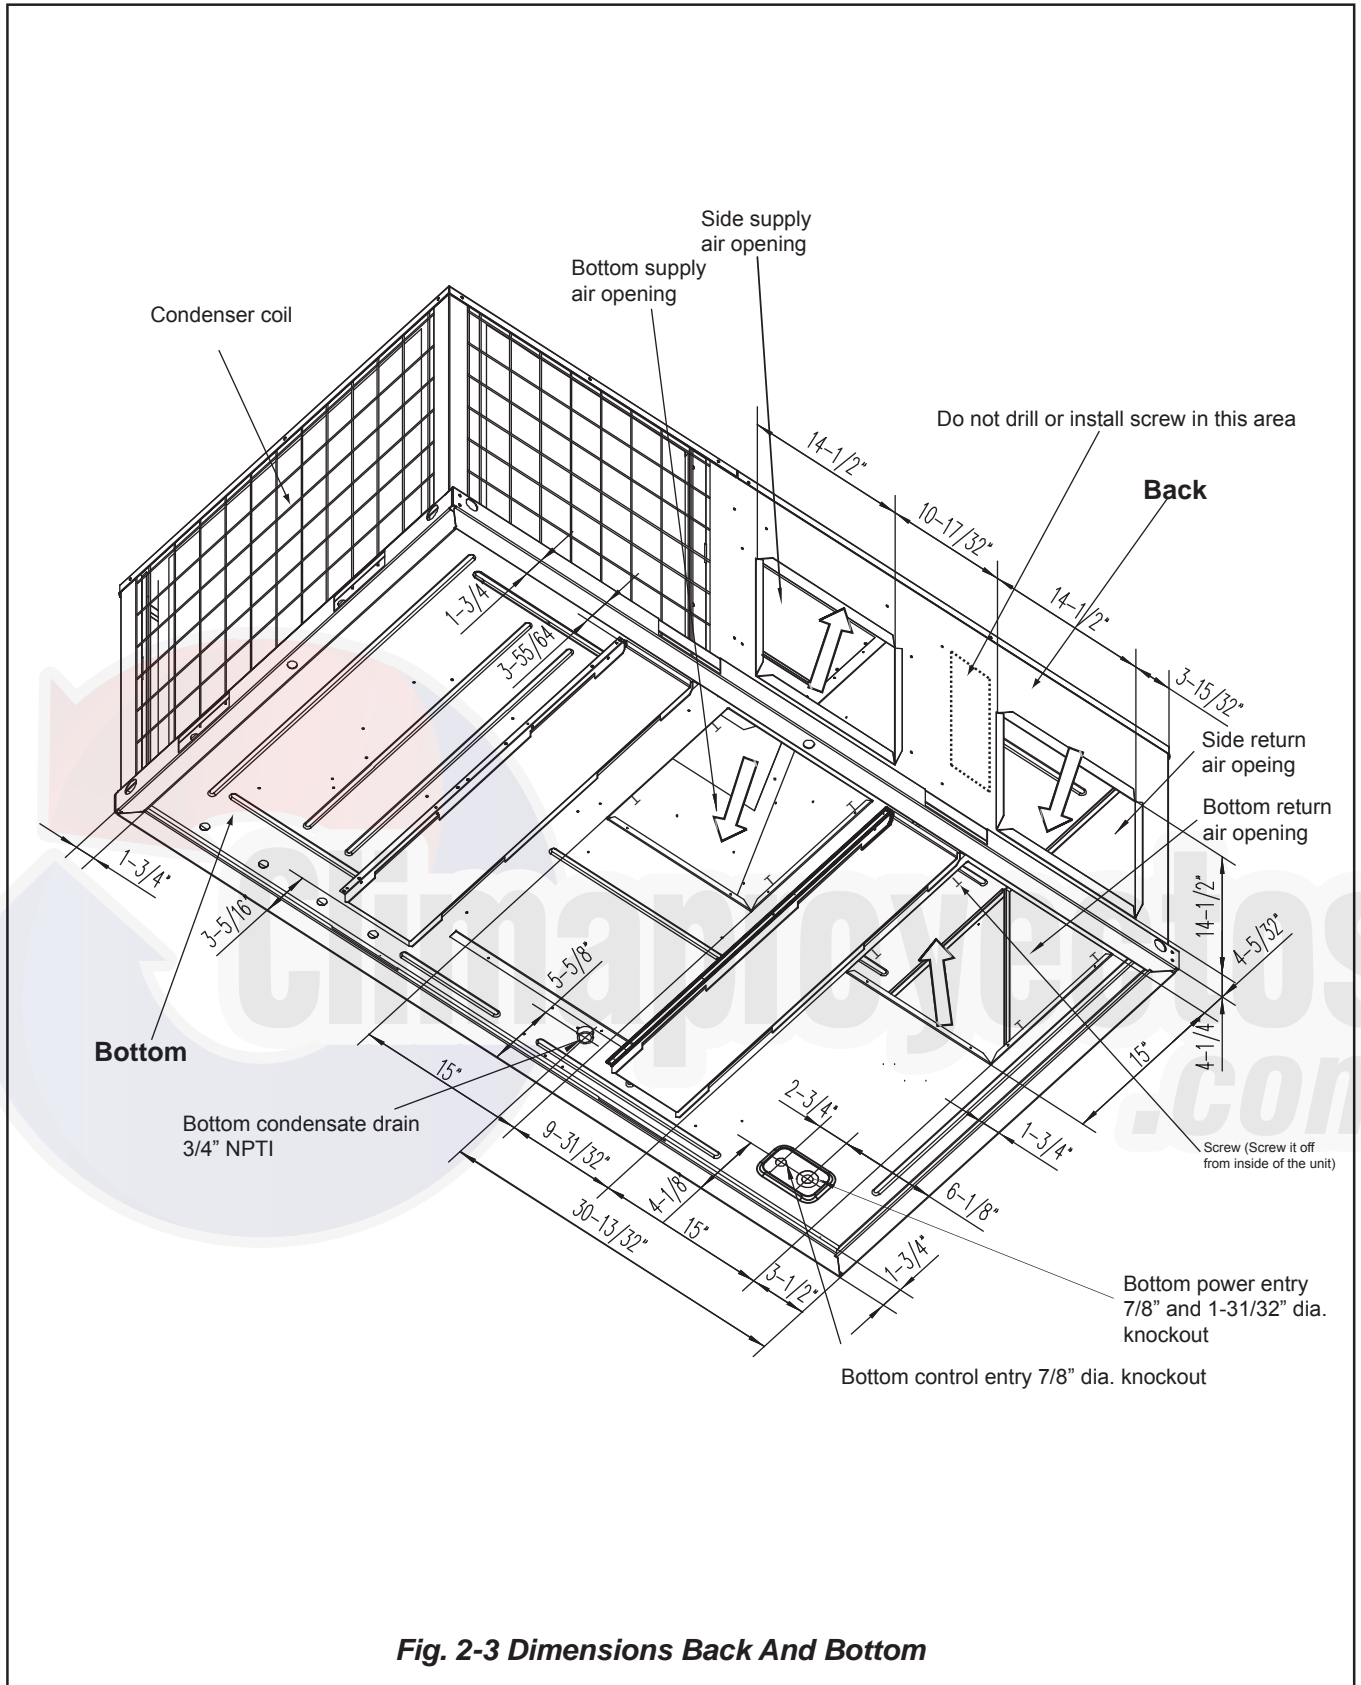 Side supply
air opening
Bottom supply
air opening
Condenser coil
Do not drill or install screw in this area
Back
14-1/2"
10-17/32"
14-1/2"
3-15/32"
1-3/4"
3-55/64
Side return
air opeing
Bottom return
air opening
1-3/4"
3-5/16"
14-1/2"
4-5/32"
4-1/4
15"
5-5/8"
Bottom
15"
Bottom condensate drain
3/4” NPTI
9-31/32"
30-13/32"
4-1/8"
15"
3-1/2"
2-3/4"
1-3/4"
6-1/8"
1-3/4"
Screw (Screw it off
from inside of the unit)
Bottom power entry
7/8” and 1-31/32” dia.
knockout
Bottom control entry 7/8” dia. knockout
Climaproyectos
.com
Fig. 2-3 Dimensions Back And Bottom